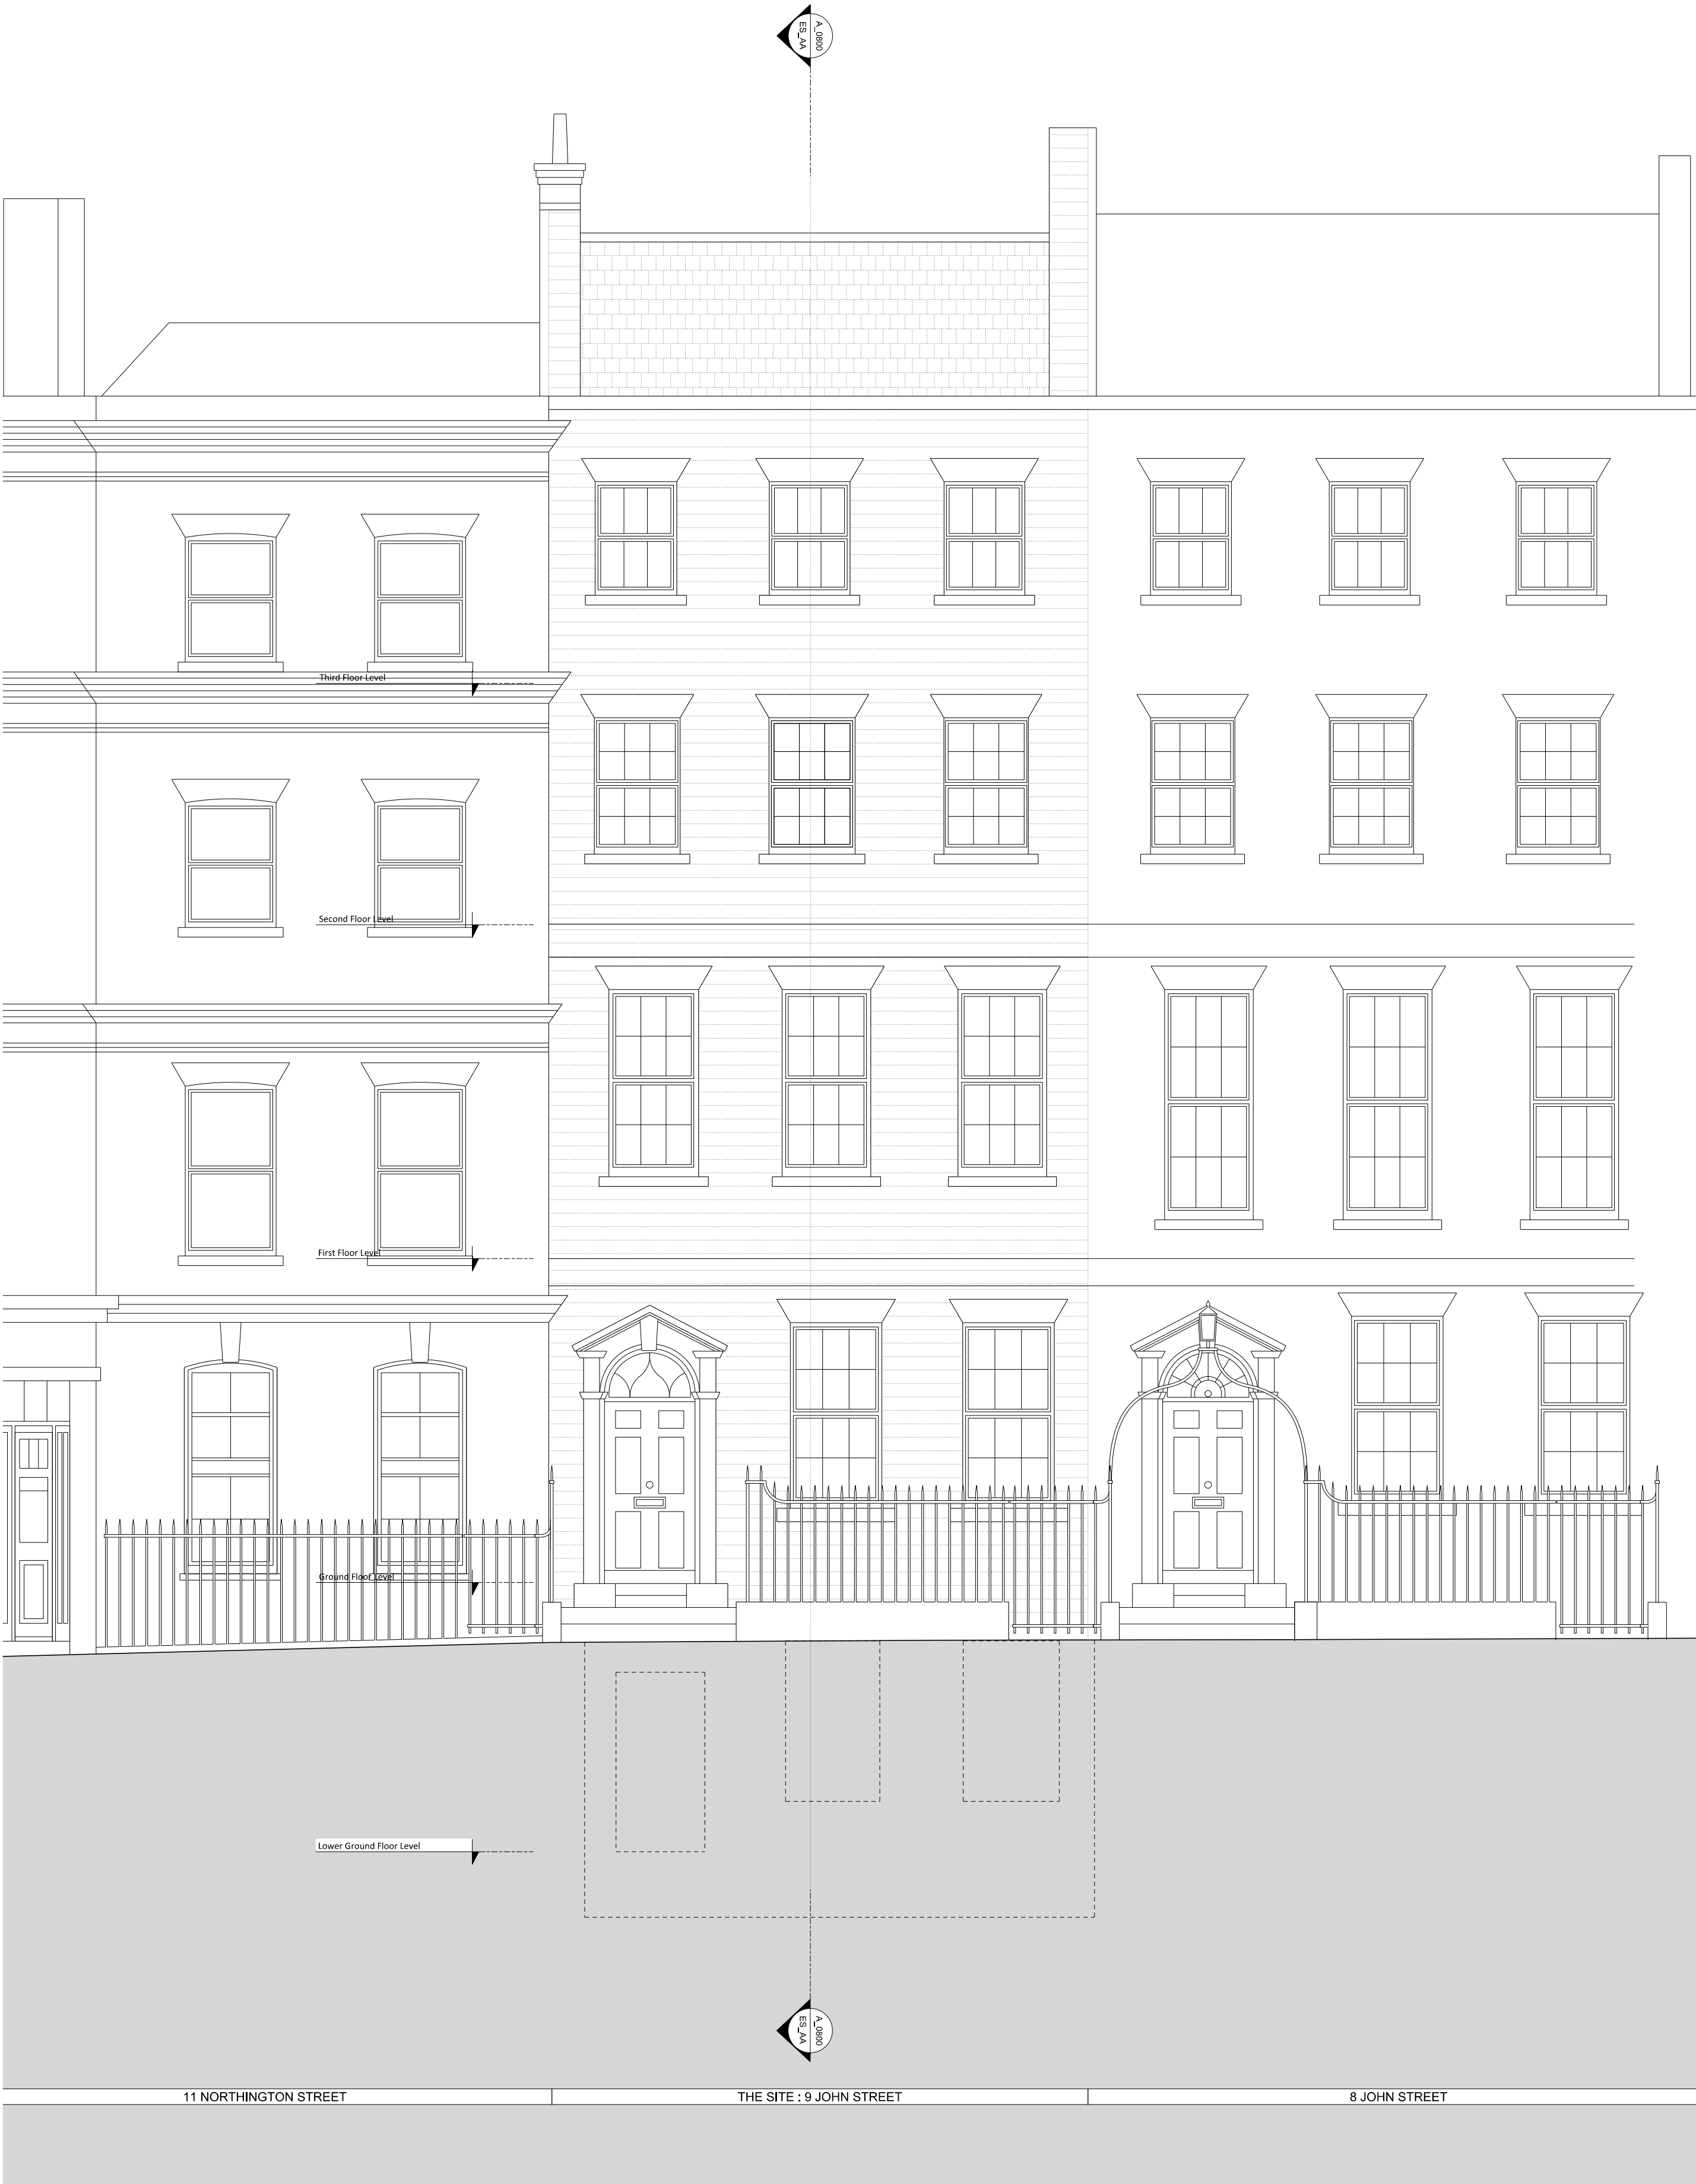 A_0800
ES_AA
Third Floor Level
Second Floor Level
First Floor Level
Ground Floor Level
Lower Ground Floor Level
A_0800
ES_AA
11 NORTHINGTON STREET
THE SITE : 9 JOHN STREET
8 JOHN STREET